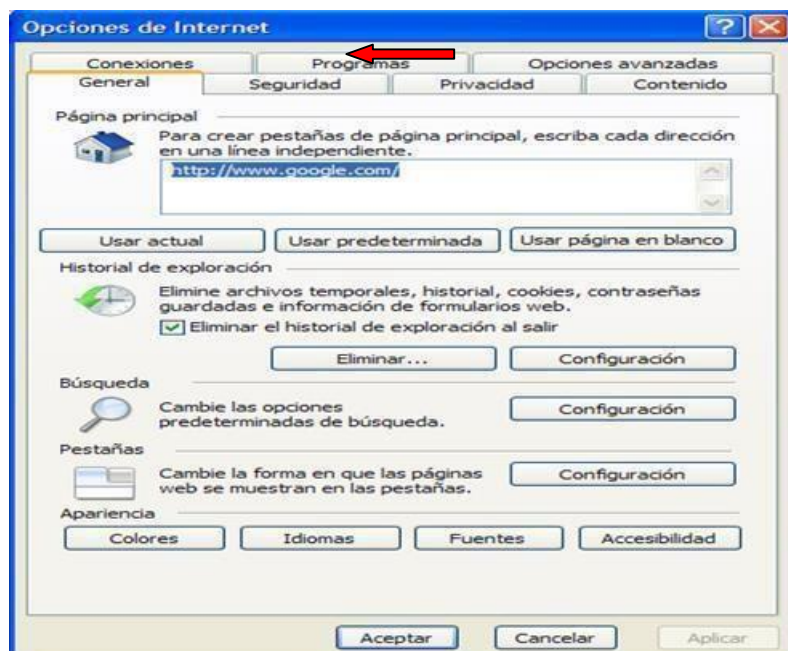 Opciones de Internet
Conexiones Programas Opciones avanzadas
General Seguridad Privacidad Contenido
Página principal
Para crear pestañas de página principal, escriba cada dirección
en una línea independiente.
http://www.google.com/
Usar actual Usar predeterminada Usar página en blanco
Historial de exploración
Elimine archivos temporales, historial, cookies, contraseñas
guardadas e información de formularios web.
Eliminar el historial de exploración al salir
Eliminar... Configuración
Búsqueda
Cambie las opciones
predeterminadas de búsqueda.
Configuración
Pestañas
Cambie la forma en que las páginas
web se muestran en las pestañas.
Configuración
Apariencia
Colores Idiomas Fuentes Accesibilidad
Aceptar Cancelar Aplicar